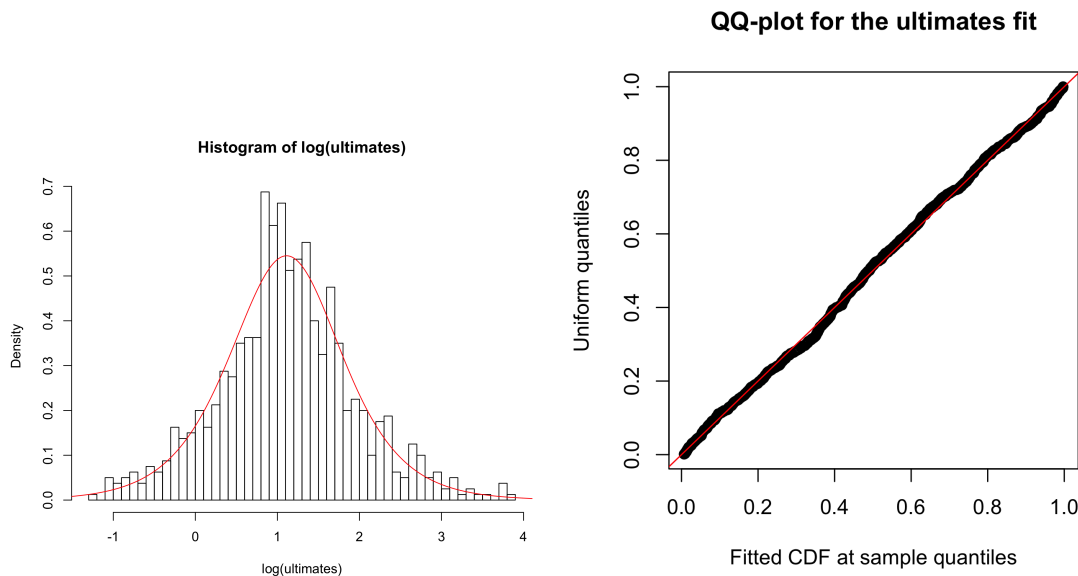 Histogram of log(ultimates)
Density
0.0 0.1 0.2 0.3 0.4 0.5 0.6 0.7
-1 0 1 2 3 4
log(ultimates)
QQ-plot for the ultimates fit
Uniform quantiles
0.0 0.2 0.4 0.6 0.8 1.0
0.0 0.2 0.4 0.6 0.8 1.0
Fitted CDF at sample quantiles